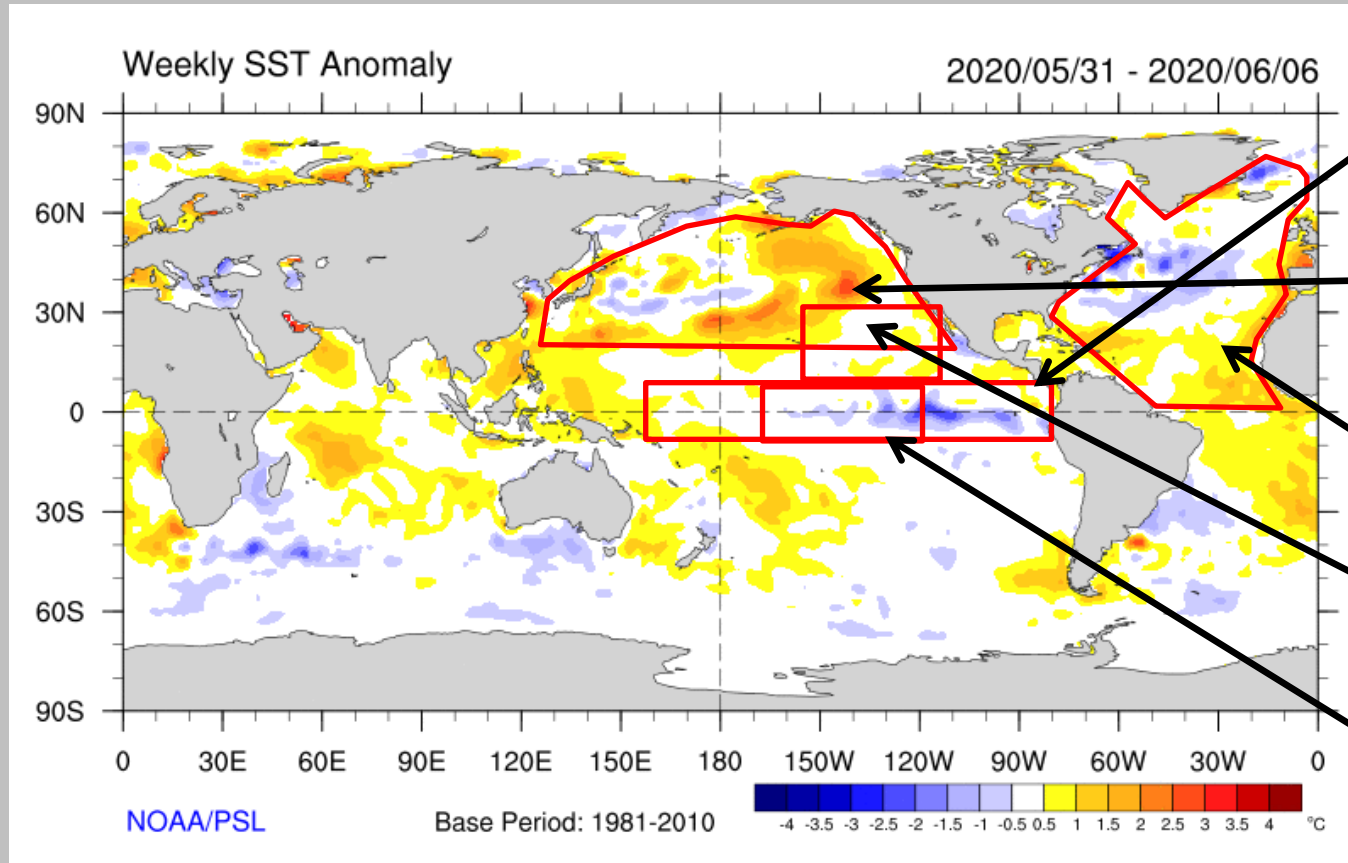 Weekly SST Anomaly
2020/05/31 - 2020/06/06
90N
60N
30N
0
30S
60S
90S
0 30E 60E 90E 120E 150E 180 150W 120W 90W 60W 30W 0
NOAA/PSL
Base Period: 1981-2010
-4 -3.5 -3 -2.5 -2 -1.5 -1 -0.5 0.5 1 1.5 2 2.5 3 3.5 4 °C